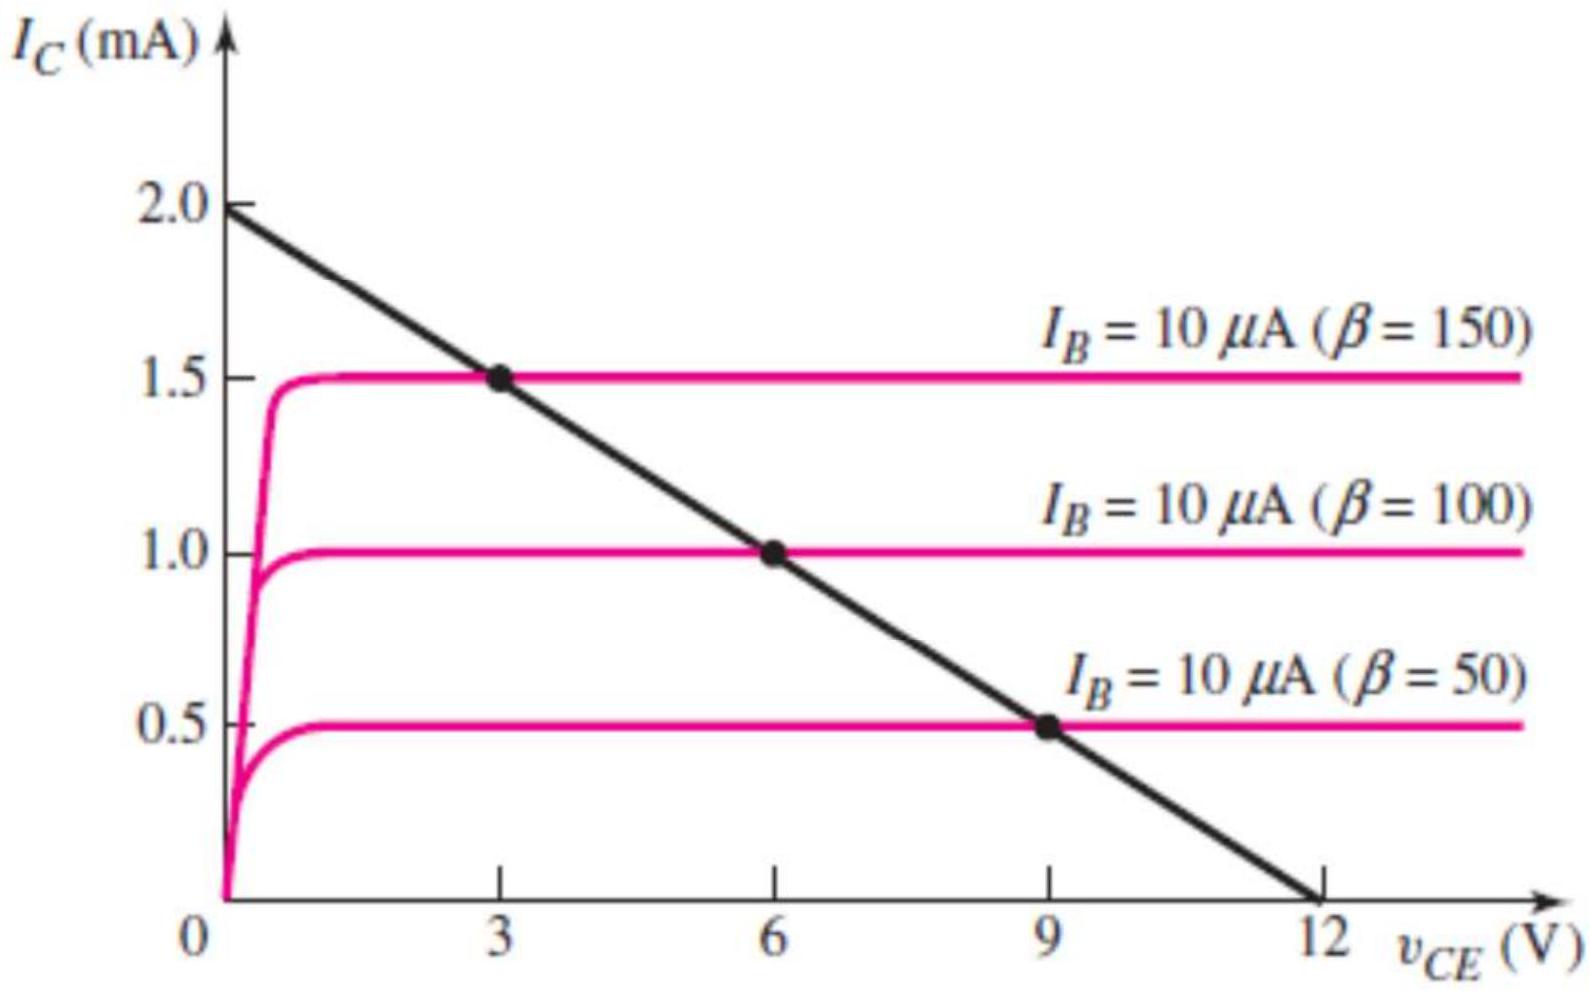 I_C (mA)
2.0
I_B = 10 μA (β = 150)
1.5
I_B = 10 μA (β = 100)
1.0
I_B = 10 μA (β = 50)
0.5
0 3 6 9 12 v_CE (V)